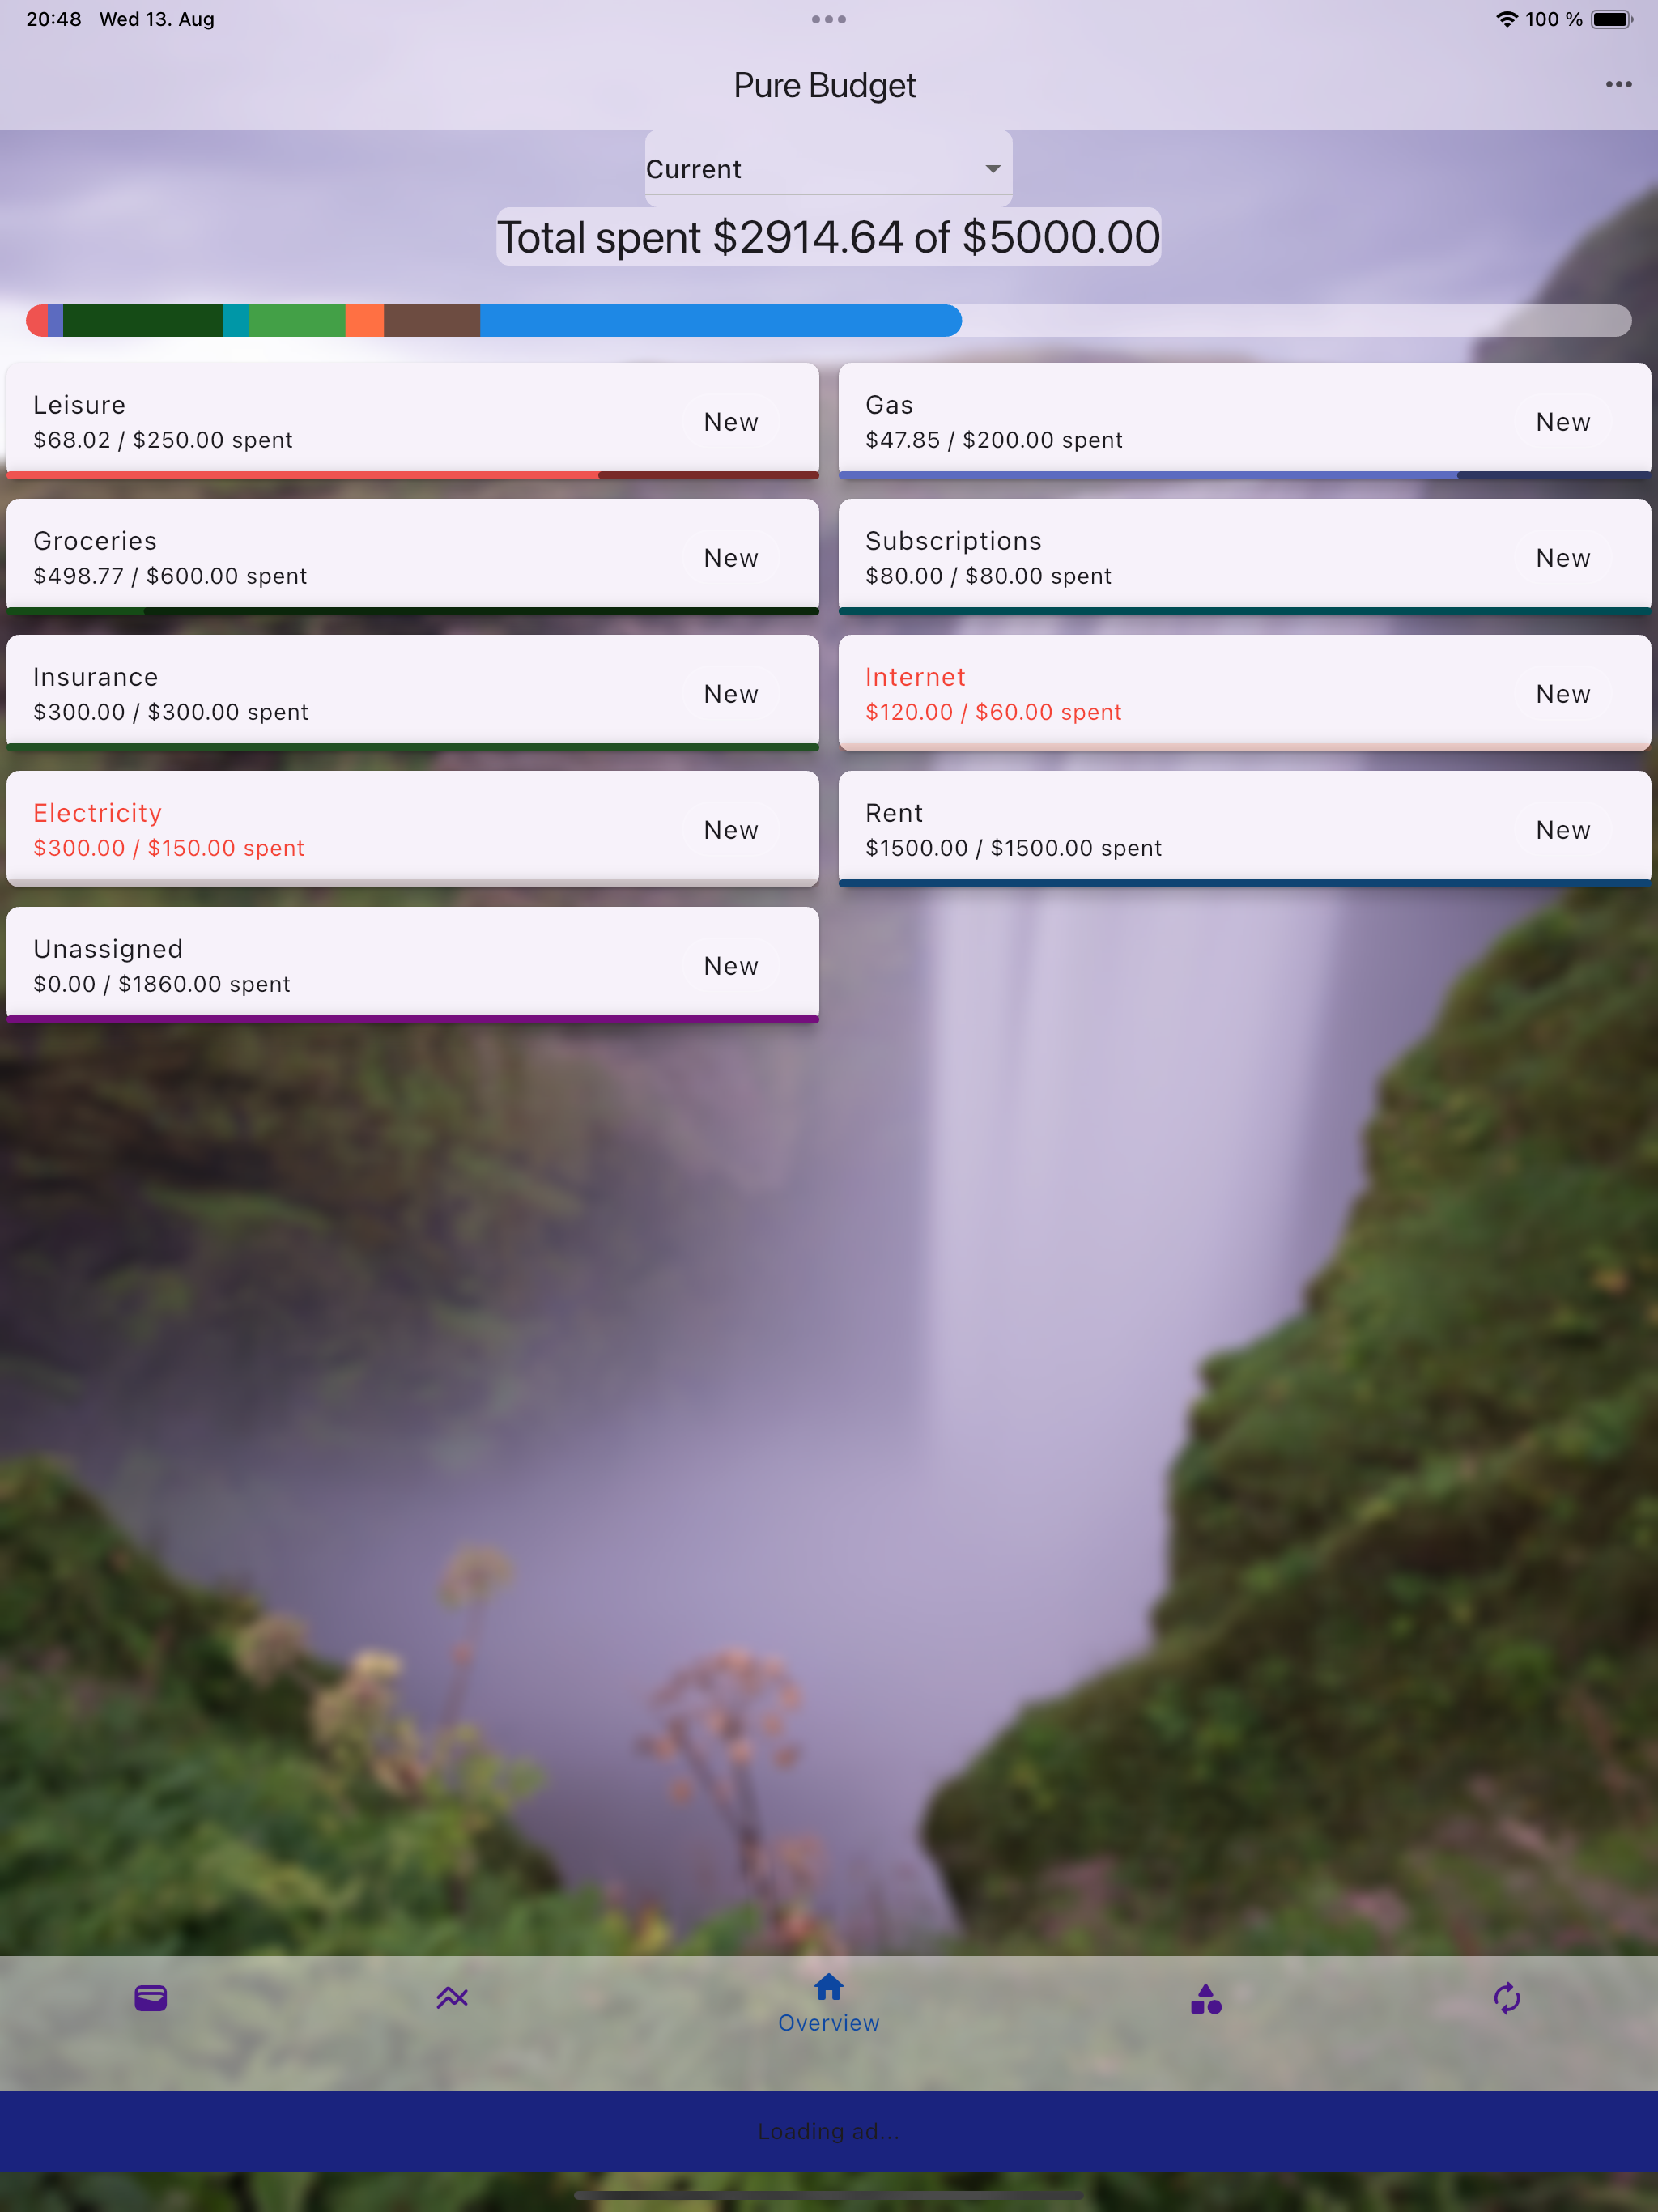 20:48 Wed 13. Aug
100 %
Pure Budget
Current
Total spent $2914.64 of $5000.00
Leisure
$68.02 / $250.00 spent
New
Gas
$47.85 / $200.00 spent
New
Groceries
$498.77 / $600.00 spent
New
Subscriptions
$80.00 / $80.00 spent
New
Insurance
$300.00 / $300.00 spent
New
Internet
$120.00 / $60.00 spent
New
Electricity
$300.00 / $150.00 spent
New
Rent
$1500.00 / $1500.00 spent
New
Unassigned
$0.00 / $1860.00 spent
New
Overview
Loading ad...